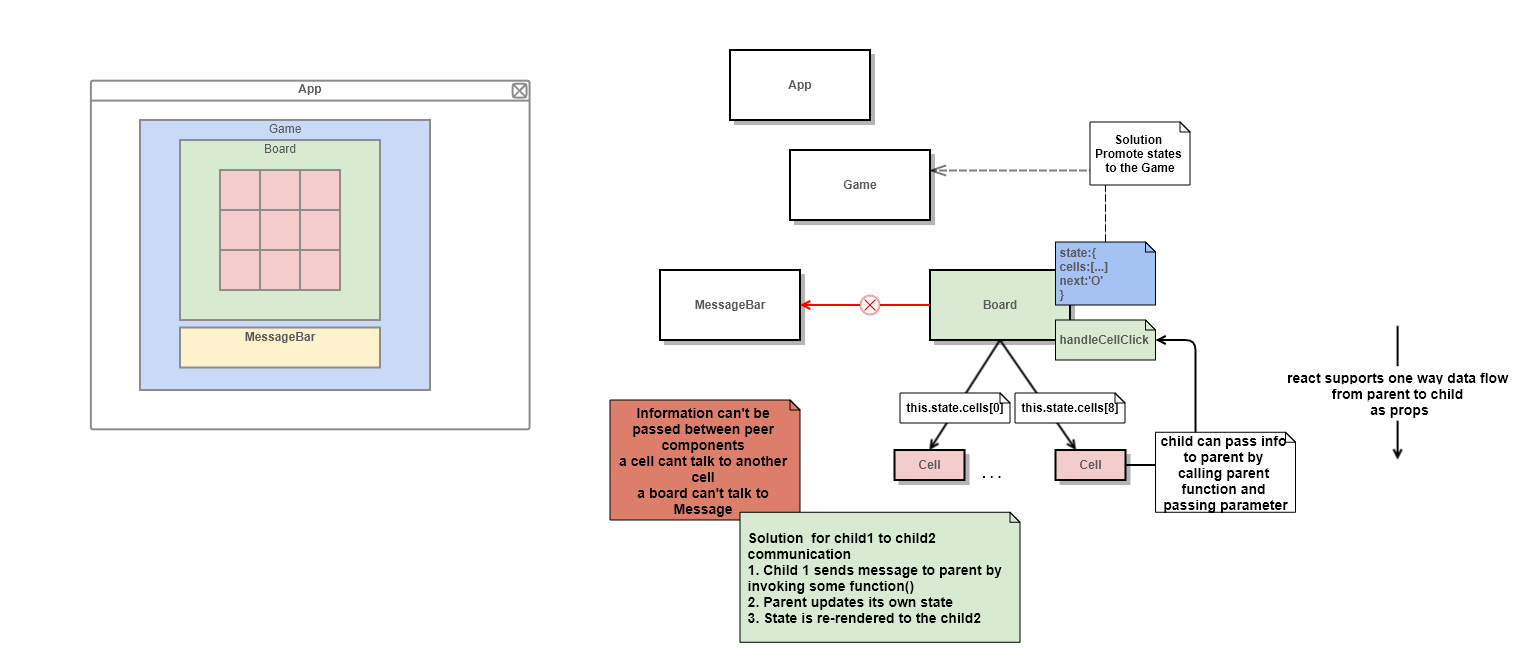 App
Game
Board
MessageBar
App
Game
Solution
Promote states
to the Game
MessageBar
Board
state:{
cells:[...]
next:'O'
}
handleCellClick
this.state.cells[0]
this.state.cells[8]
Cell
...
Cell
react supports one way data flow
from parent to child
as props
child can pass info
to parent by
calling parent
function and
passing parameter
Information can't be
passed between peer
components
a cell cant talk to another
cell
a board can't talk to
Message
Solution  for child1 to child2
communication
1. Child 1 sends message to parent by
invoking some function()
2. Parent updates its own state
3. State is re-rendered to the child2